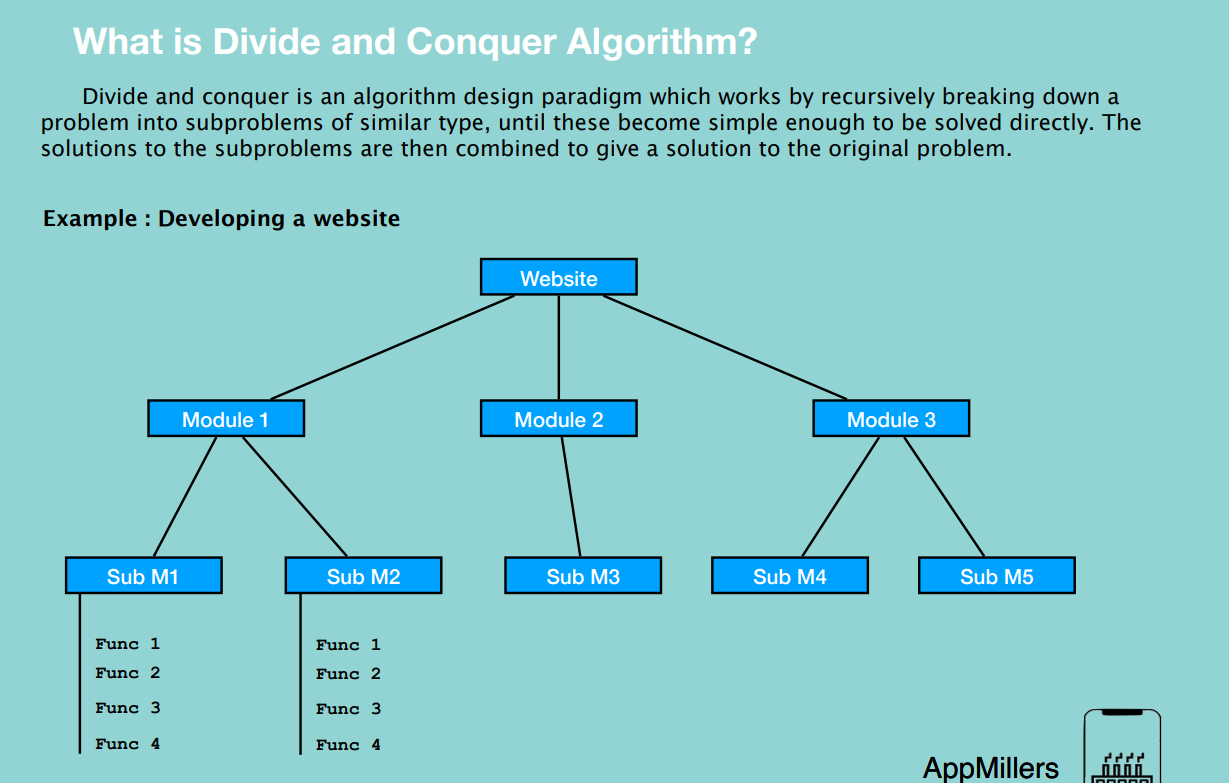 What is Divide and Conquer Algorithm?
Divide and conquer is an algorithm design paradigm which works by recursively breaking down a
problem into subproblems of similar type, until these become simple enough to be solved directly. The
solutions to the subproblems are then combined to give a solution to the original problem.
Example : Developing a website
Website
Module 1
Module 2
Module 3
Sub M1
Sub M2
Sub M3
Sub M4
Sub M5
Func 1
Func 2
Func 3
Func 4
Func 1
Func 2
Func 3
Func 4
AppMillers